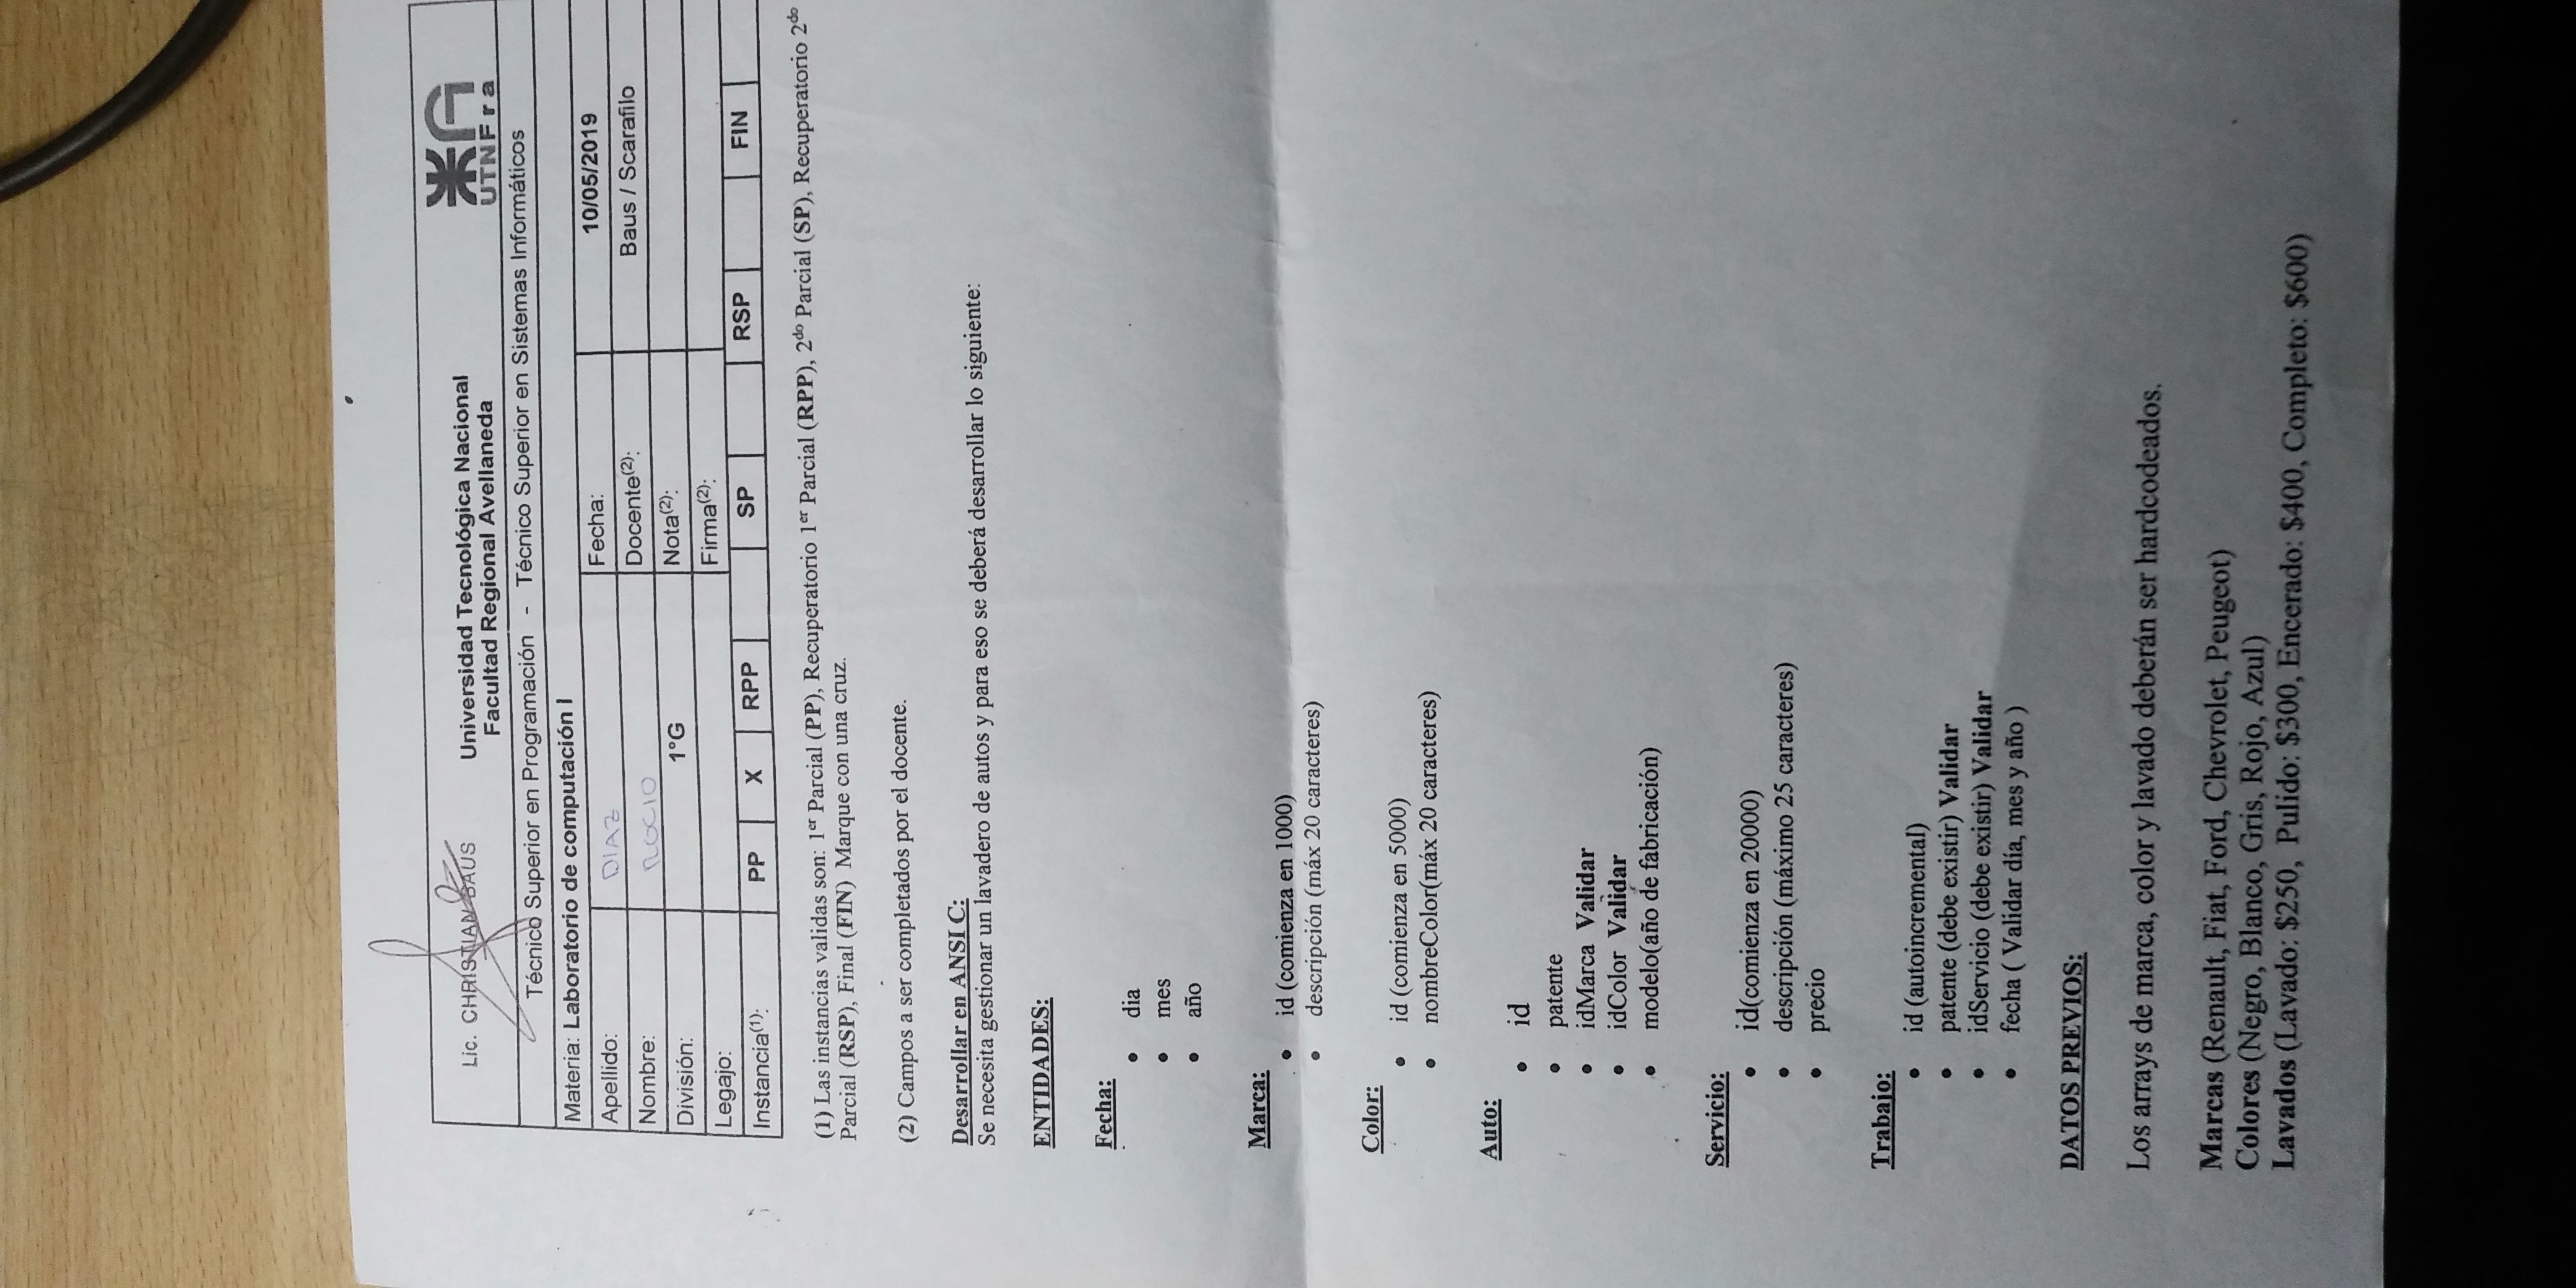 Lic. CHRISTIAN BAUS
Universidad Tecnológica Nacional
Facultad Regional Avellaneda
UTNFra
Técnico Superior en Programación - Técnico Superior en Sistemas Informáticos
Materia: Laboratorio de computación I
Apellido: DIAZ Fecha: 10/05/2019
Nombre: ROCIO Docente(2): Baus / Scarafilo
División: 1°G Nota(2):
Legajo: Firma(2):
Instancia(1): PP X RPP SP RSP FIN
(1) Las instancias validas son: 1er Parcial (PP), Recuperatorio 1er Parcial (RPP), 2do Parcial (SP), Recuperatorio 2do
Parcial (RSP), Final (FIN) Marque con una cruz.
(2) Campos a ser completados por el docente.
Desarrollar en ANSI C:
Se necesita gestionar un lavadero de autos y para eso se deberá desarrollar lo siguiente:
ENTIDADES:
Fecha:
• dia
• mes
• año
Marca:
• id (comienza en 1000)
• descripción (máx 20 caracteres)
Color:
• id (comienza en 5000)
• nombreColor(máx 20 caracteres)
Auto:
• id
• patente
• idMarca Validar
• idColor Validar
• modelo(año de fabricación)
Servicio:
• id(comienza en 20000)
• descripción (máximo 25 caracteres)
• precio
Trabajo:
• id (autoincremental)
• patente (debe existir) Validar
• idServicio (debe existir) Validar
• fecha ( Validar día, mes y año )
DATOS PREVIOS:
Los arrays de marca, color y lavado deberán ser hardcodeados.
Marcas (Renault, Fiat, Ford, Chevrolet, Peugeot)
Colores (Negro, Blanco, Gris, Rojo, Azul)
Lavados (Lavado: $250, Pulido: $300, Encerado: $400, Completo: $600)